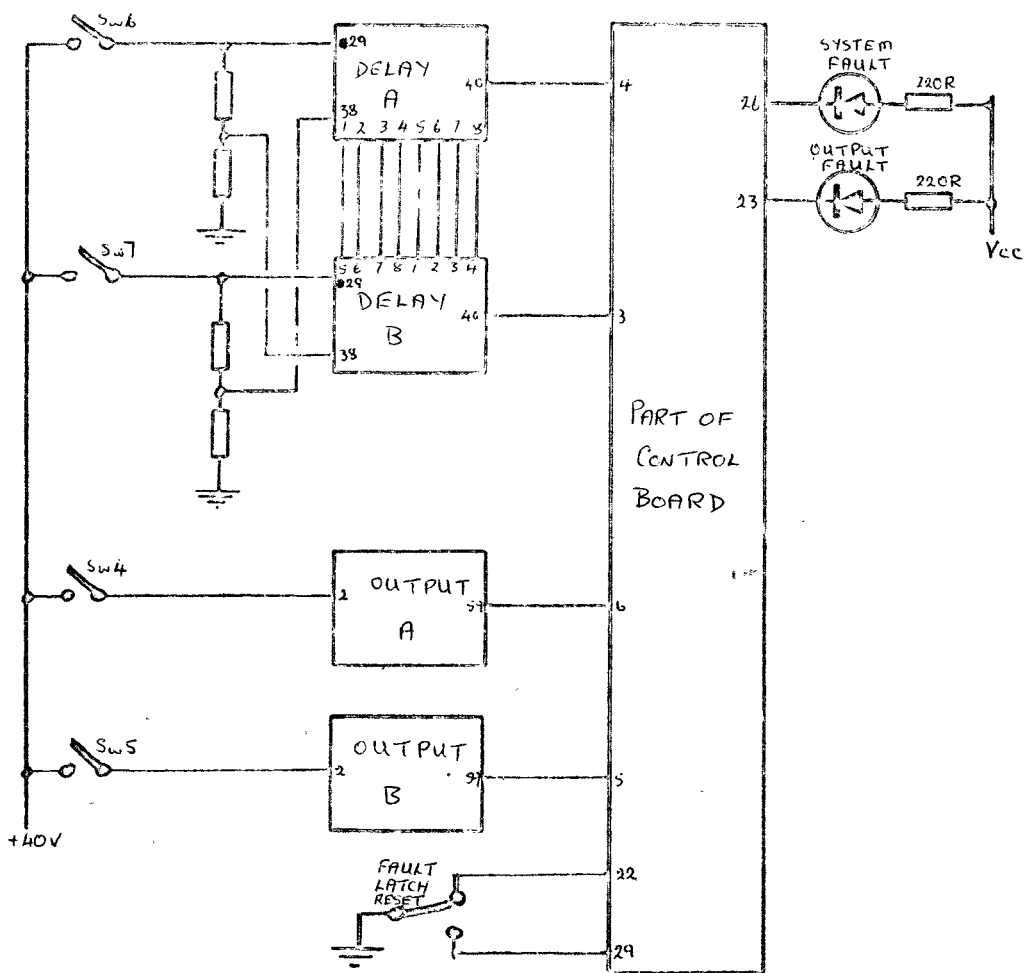 Sw6
29
DELAY
A
40
38
1 2 3 4 5 6 7 8
4
SYSTEM
FAULT
220R
OUTPUT
FAULT
23
220R
Vcc
Sw7
5 6 7 8 1 2 3 4
29
DELAY
B
40
38
3
PART OF
CONTROL
BOARD
Sw4
2
OUTPUT
A
6
Sw5
2
OUTPUT
B
5
+40V
FAULT
LATCH
RESET
22
29